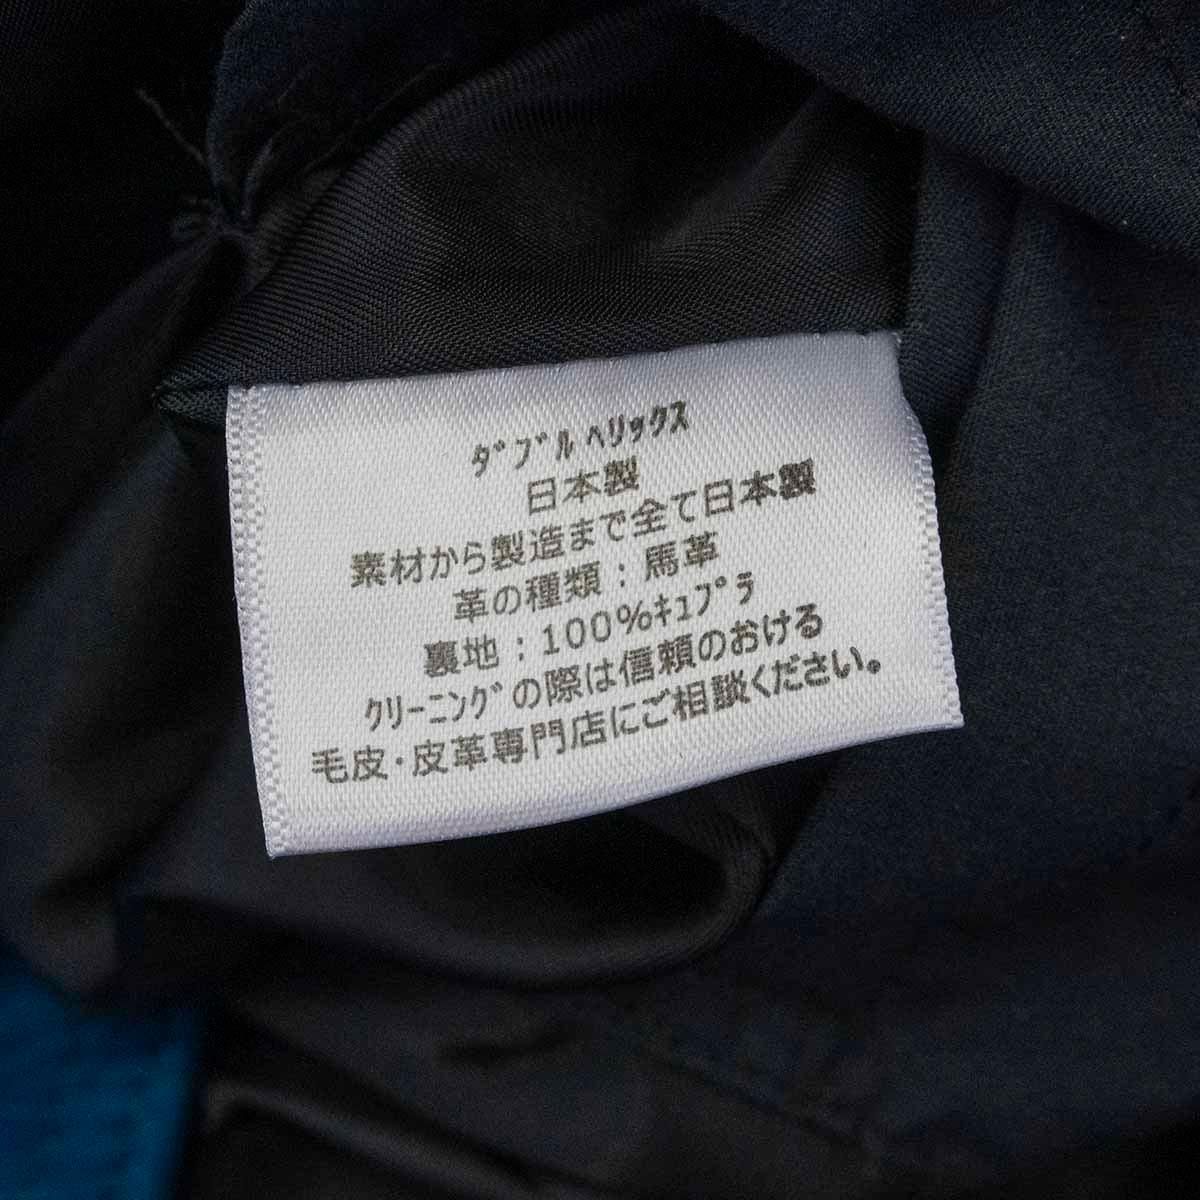 ﾀﾞﾌﾞﾙ ﾍリックス
日本製
素材から製造まで全て日本製
革の種類：馬革
裏地：100%ｷｭﾌﾟﾗ
ｸﾘｰﾆﾝｸﾞの際は信頼のおける
毛皮・皮革専門店にご相談ください。